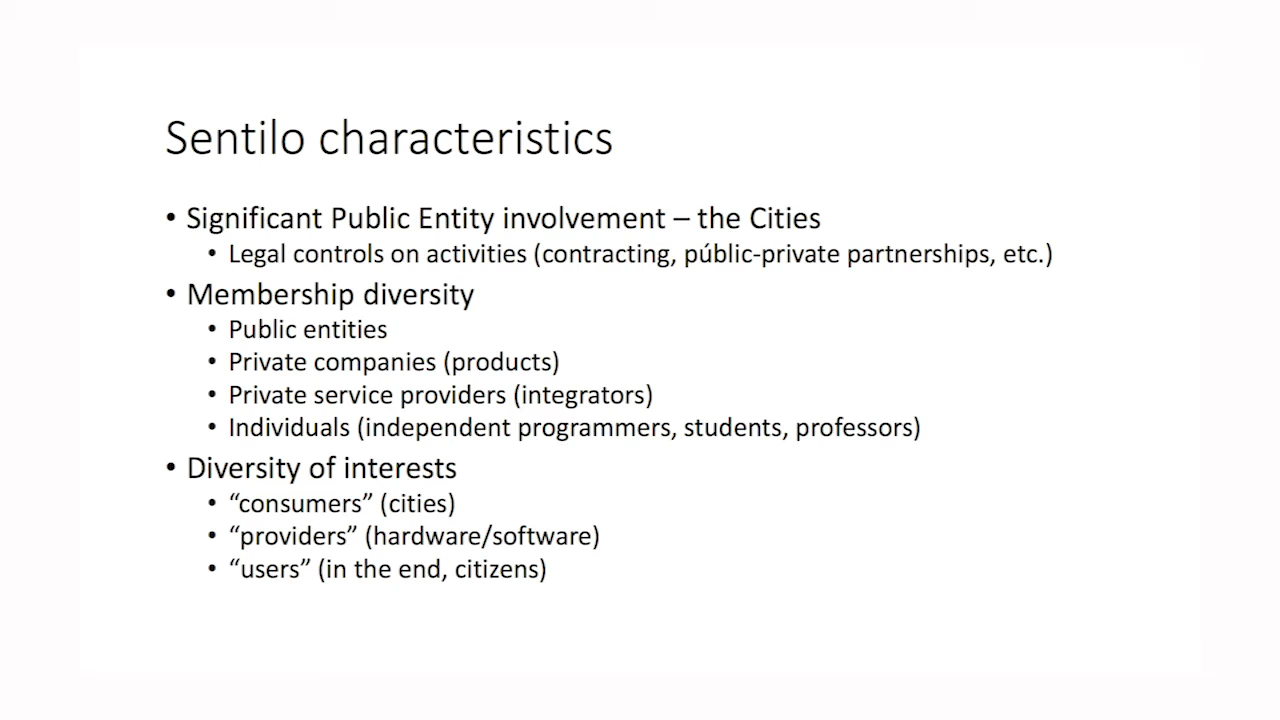 Sentilo characteristics
• Significant Public Entity involvement – the Cities
• Legal controls on activities (contracting, públic-private partnerships, etc.)
• Membership diversity
• Public entities
• Private companies (products)
• Private service providers (integrators)
• Individuals (independent programmers, students, professors)
• Diversity of interests
• “consumers” (cities)
• “providers” (hardware/software)
• “users” (in the end, citizens)